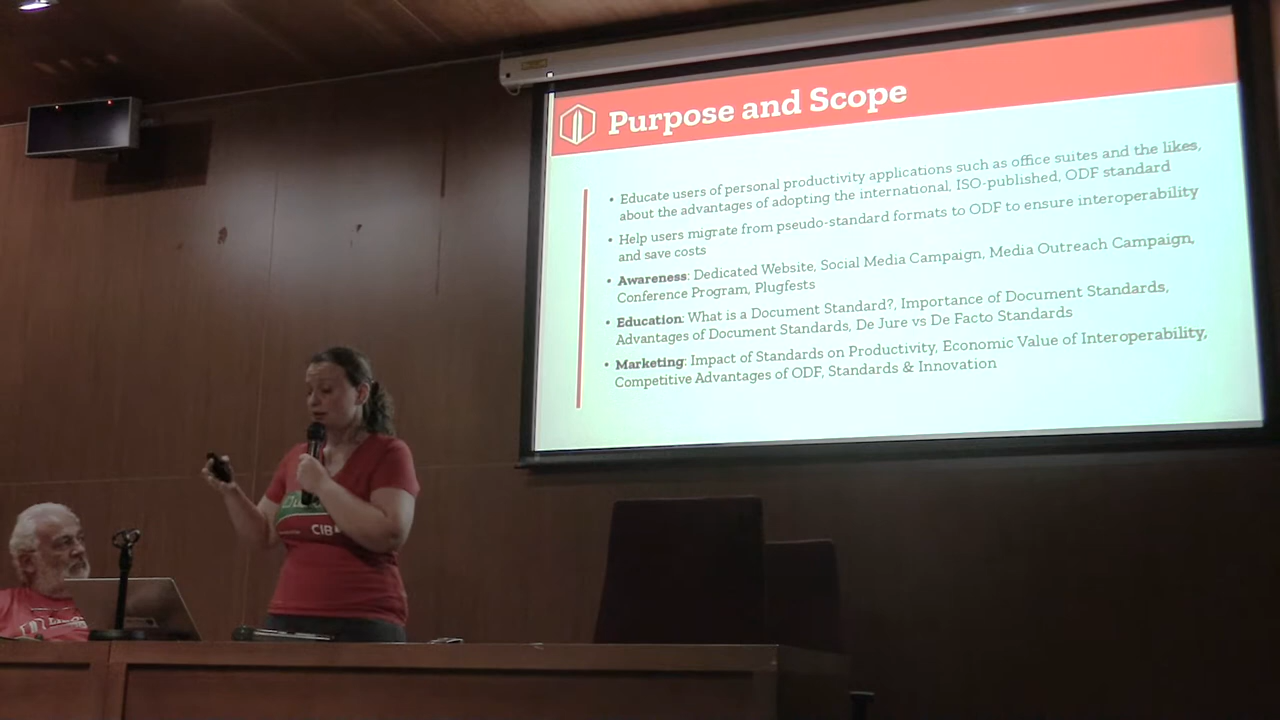 Purpose and Scope
• Educate users of personal productivity applications such as office suites and the likes,
about the advantages of adopting the international, ISO-published, ODF standard
• Help users migrate from pseudo-standard formats to ODF to ensure interoperability
and save costs
• Awareness: Dedicated Website, Social Media Campaign, Media Outreach Campaign,
Conference Program, Plugfests
• Education: What is a Document Standard?, Importance of Document Standards,
Advantages of Document Standards, De Jure vs De Facto Standards
• Marketing: Impact of Standards on Productivity, Economic Value of Interoperability,
Competitive Advantages of ODF, Standards & Innovation
CIB